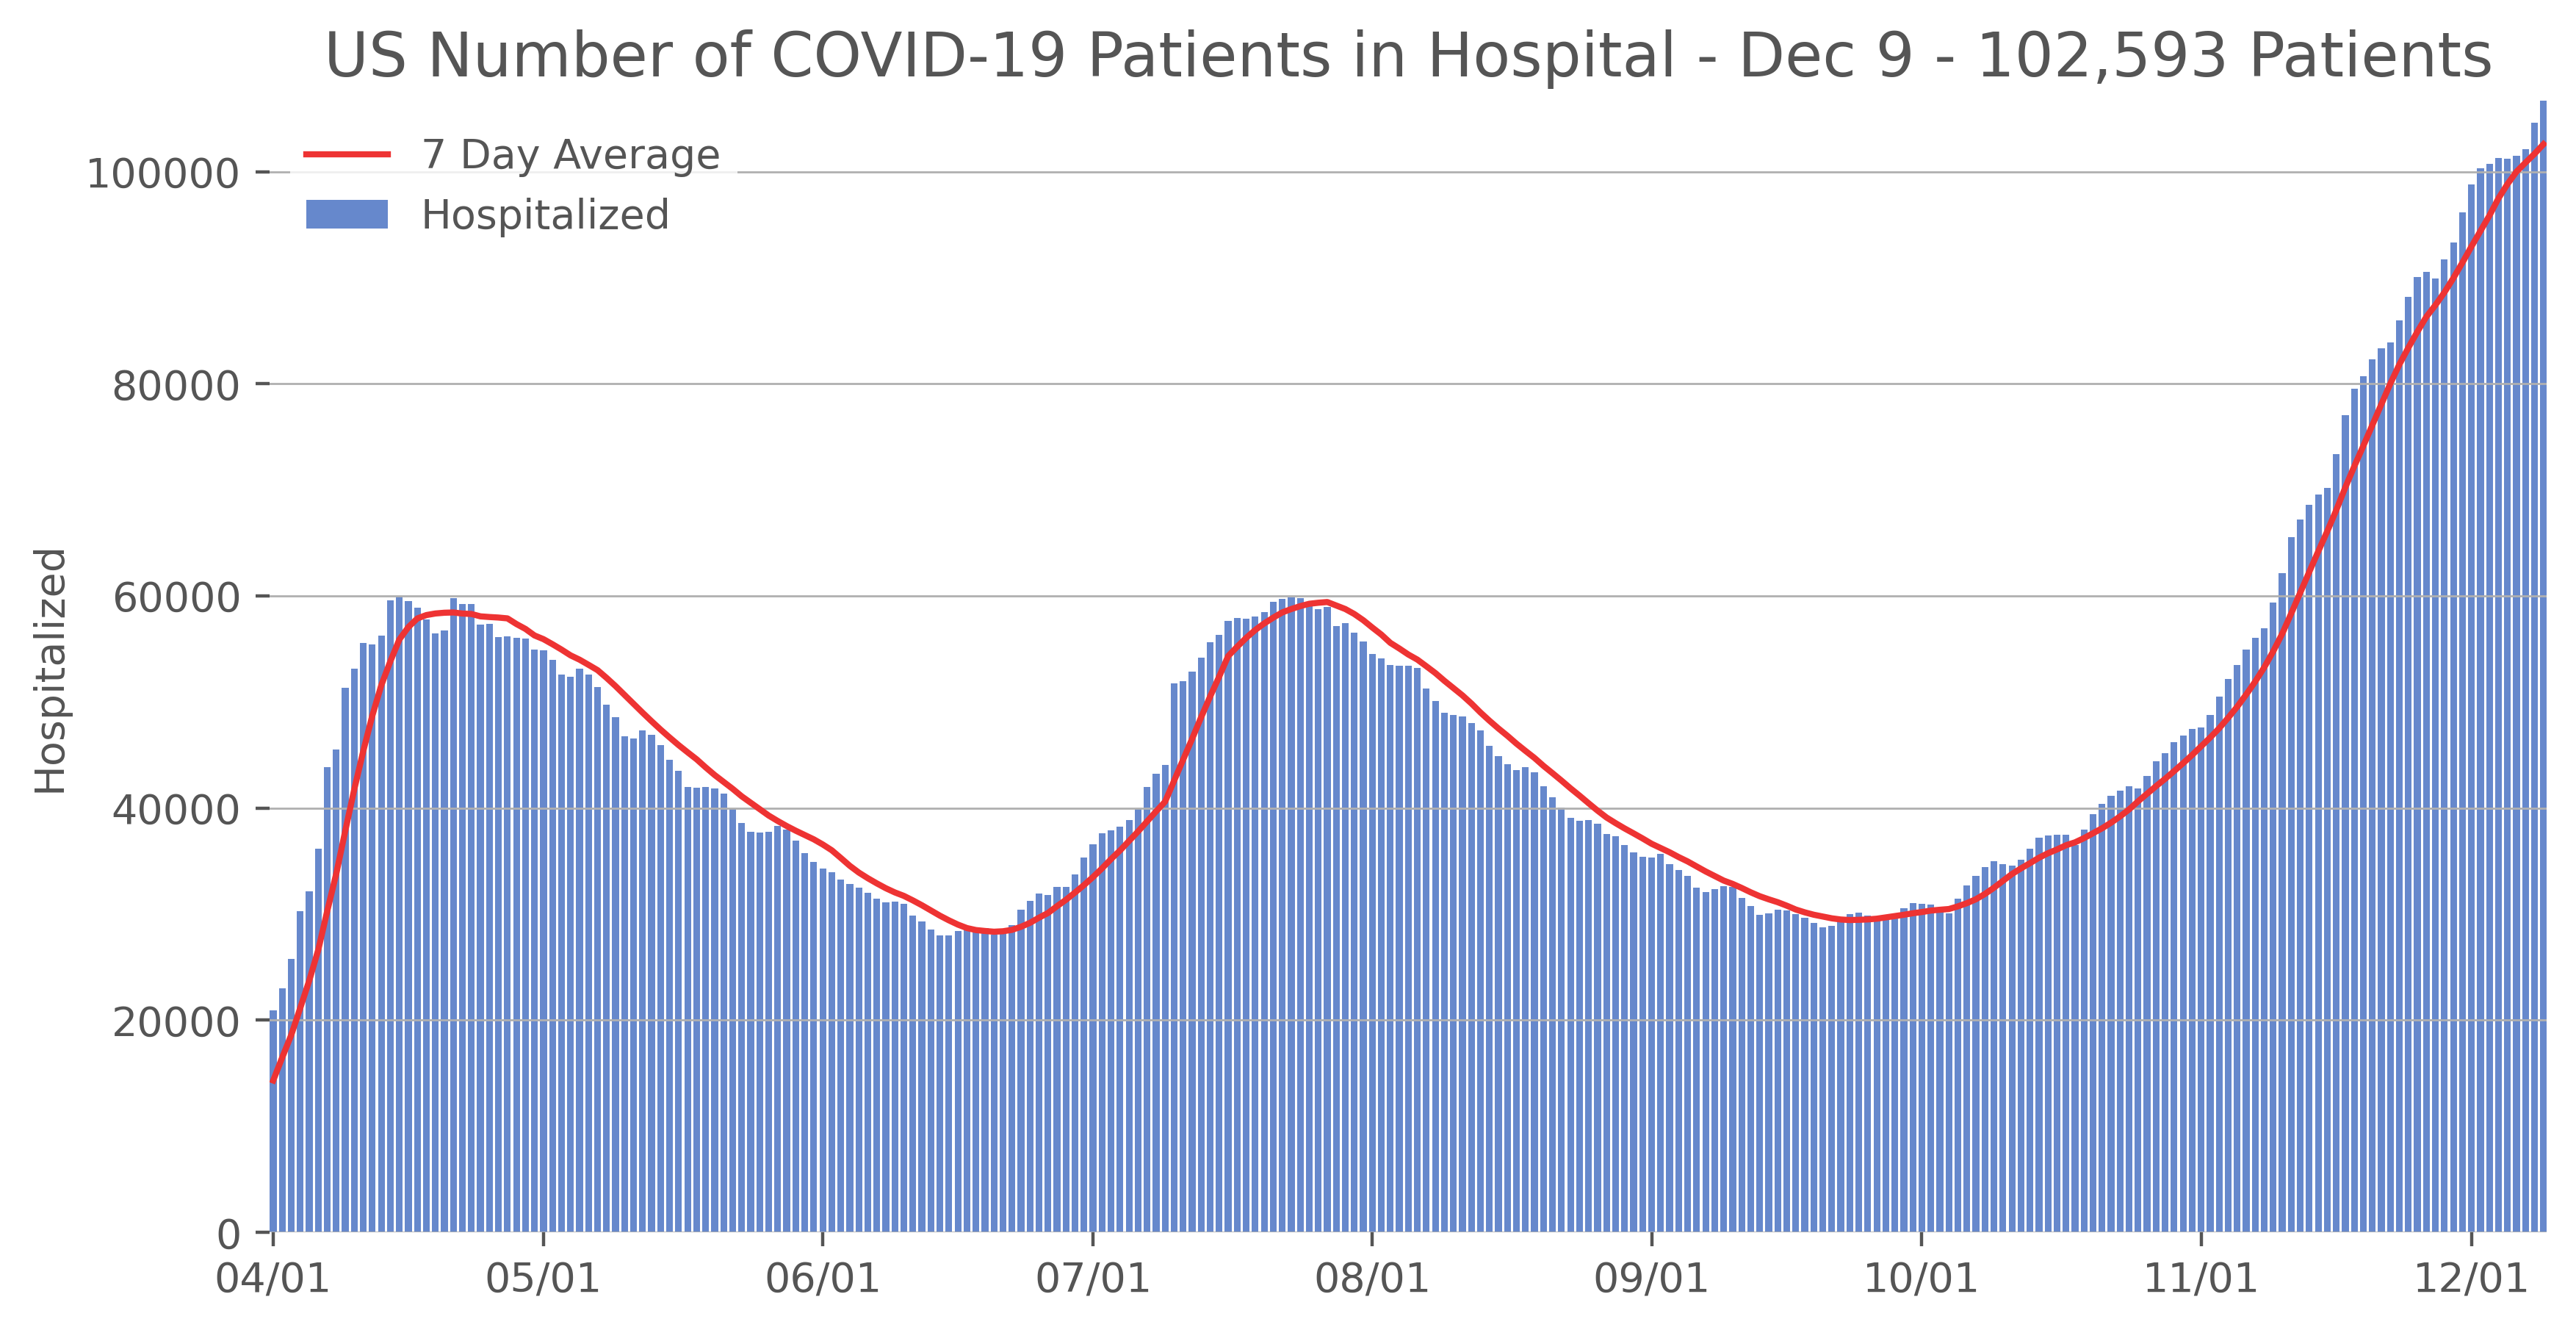 US Number of COVID-19 Patients in Hospital - Dec 9 - 102,593 Patients
7 Day Average
Hospitalized
Hospitalized
100000
80000
60000
40000
20000
0
04/01 05/01 06/01 07/01 08/01 09/01 10/01 11/01 12/01